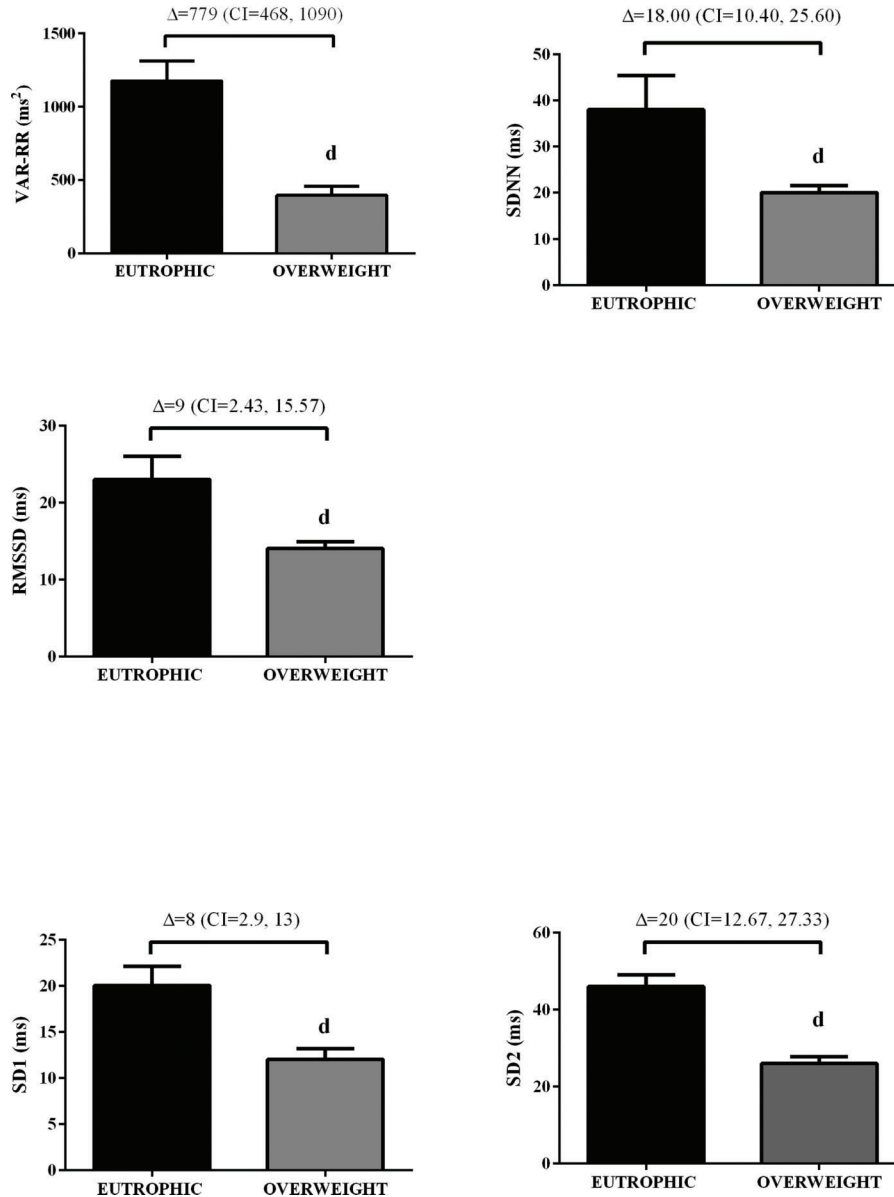 Δ=779 (CI=468, 1090)
VAR-RR (ms²)
1500
1000
500
0
d
EUTROPHIC
OVERWEIGHT
Δ=18.00 (CI=10.40, 25.60)
SDNN (ms)
50
40
30
20
10
0
d
EUTROPHIC
OVERWEIGHT
Δ=9 (CI=2.43, 15.57)
RMSSD (ms)
30
20
10
0
d
EUTROPHIC
OVERWEIGHT
Δ=8 (CI=2.9, 13)
SD1 (ms)
25
20
15
10
5
0
d
EUTROPHIC
OVERWEIGHT
Δ=20 (CI=12.67, 27.33)
SD2 (ms)
60
40
20
0
d
EUTROPHIC
OVERWEIGHT